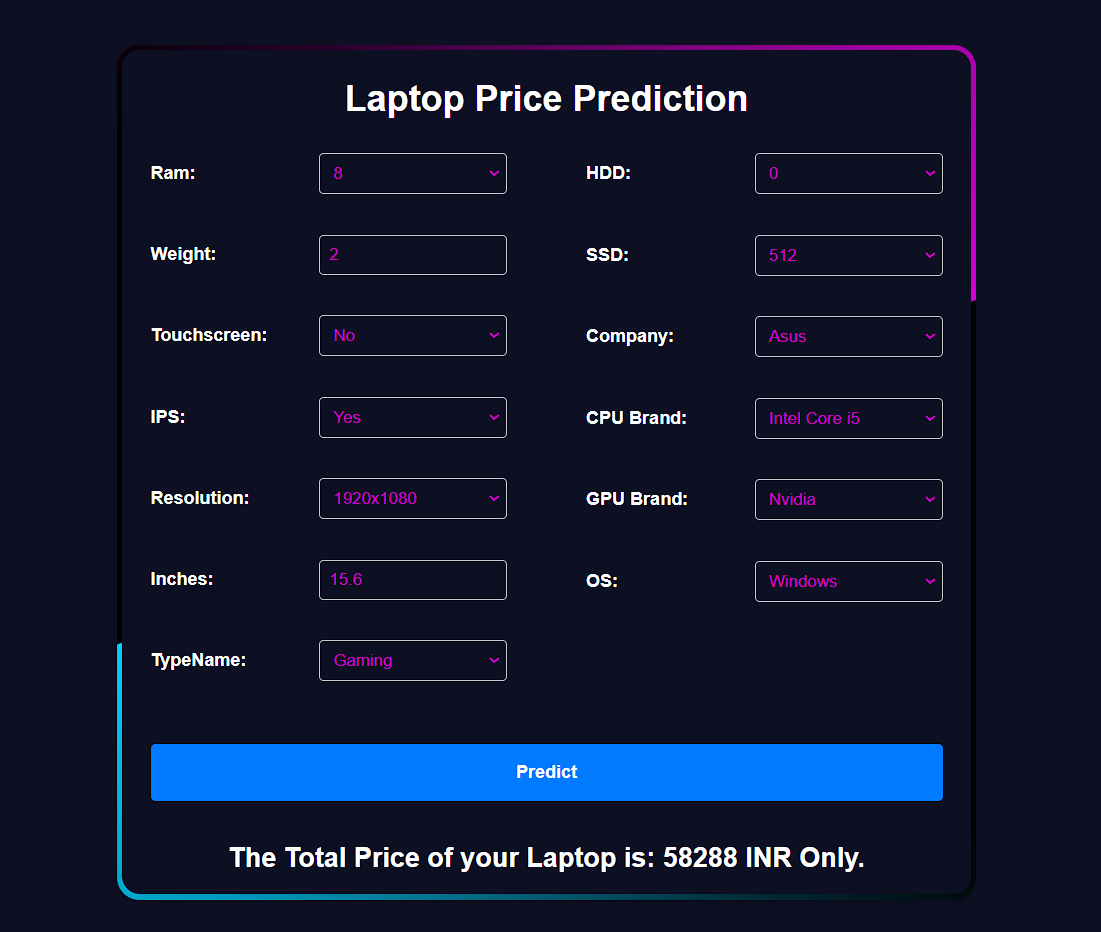 Laptop Price Prediction
Ram: 8 HDD: 0
Weight: 2 SSD: 512
Touchscreen: No Company: Asus
IPS: Yes CPU Brand: Intel Core i5
Resolution: 1920x1080 GPU Brand: Nvidia
Inches: 15.6 OS: Windows
TypeName: Gaming
Predict
The Total Price of your Laptop is: 58288 INR Only.